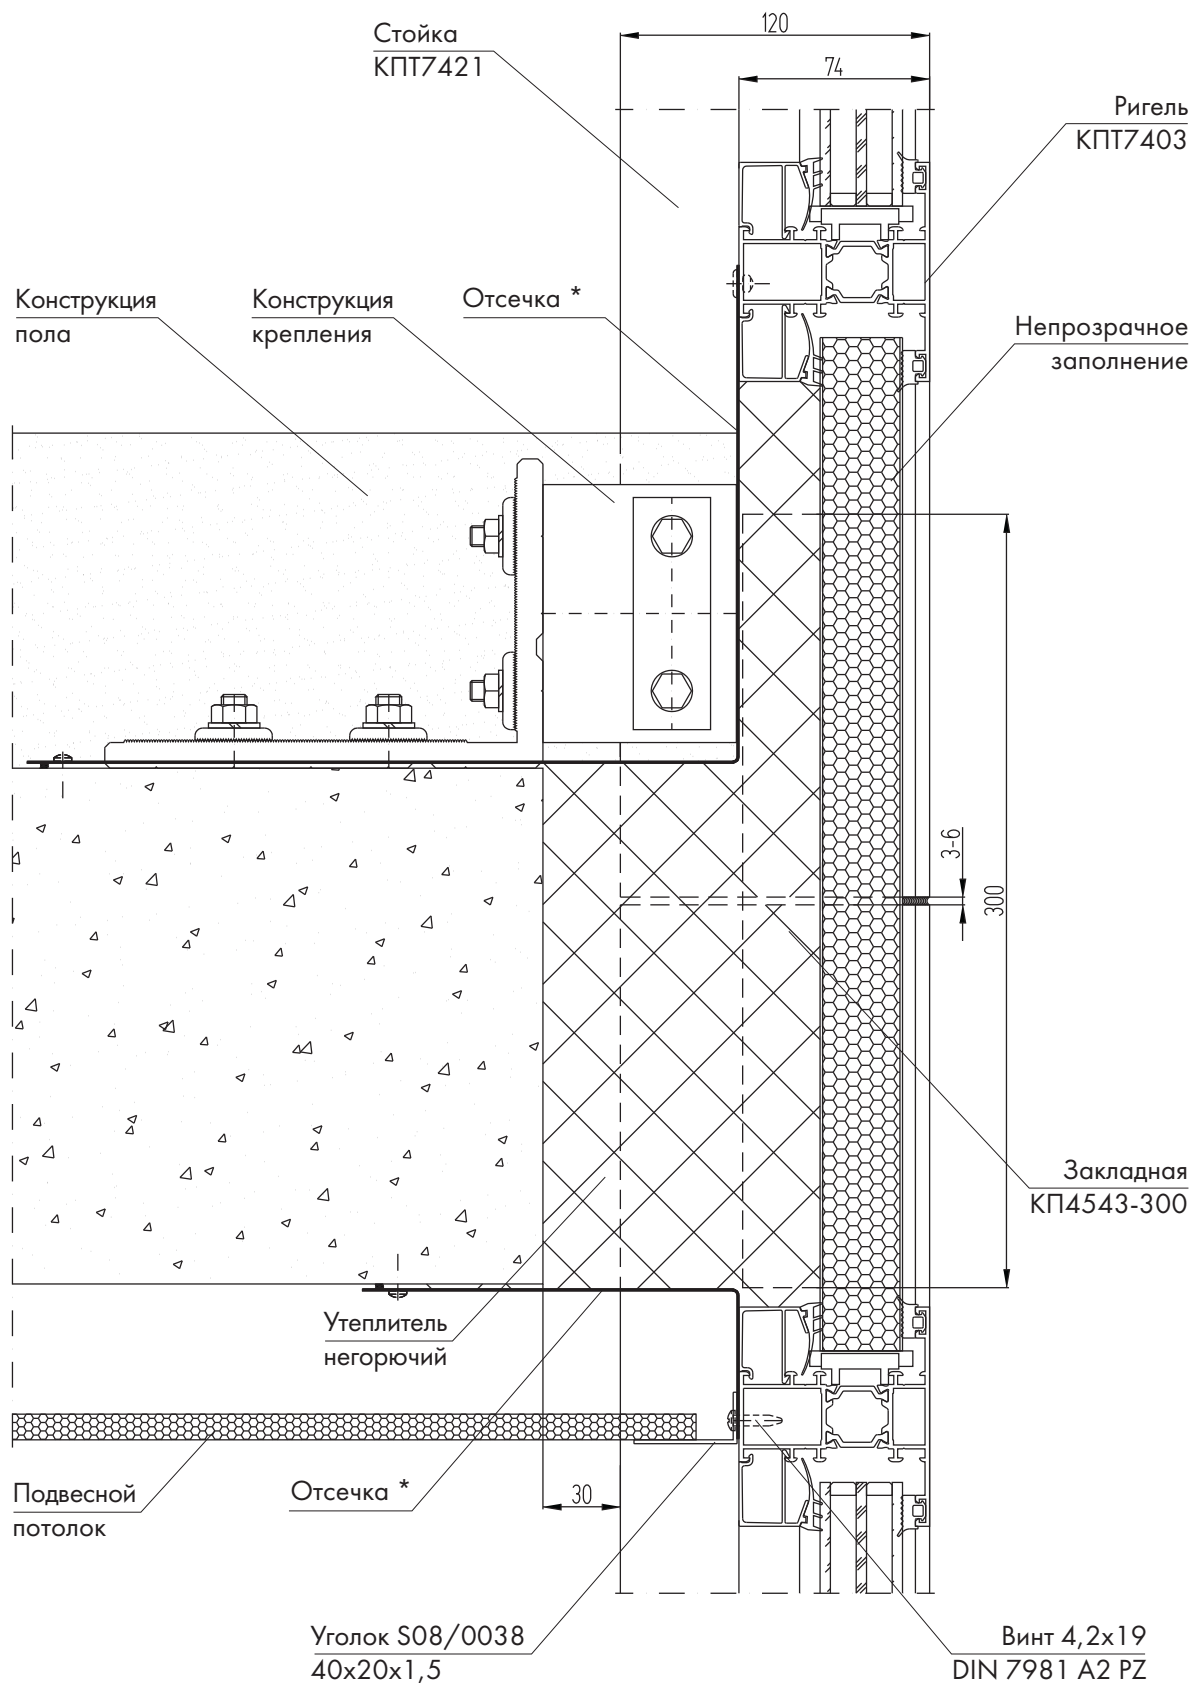 120
Стойка
КПТ7421
74
Ригель
КПТ7403
Конструкция
пола
Конструкция
крепления
Отсечка *
Непрозрачное
заполнение
3-6
300
Закладная
КП4543-300
Утеплитель
негорючий
Подвесной
потолок
Отсечка *
30
Уголок S08/0038
40х20х1,5
Винт 4,2х19
DIN 7981 A2 PZ